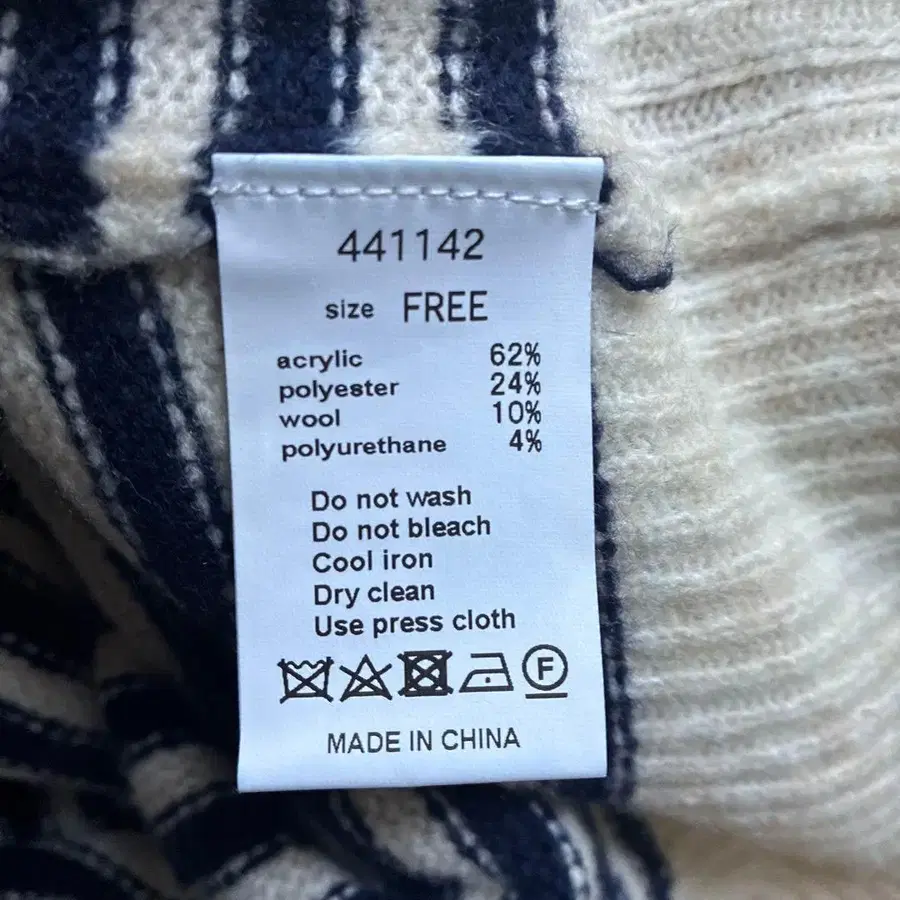 441142
size FREE
acrylic 62%
polyester 24%
wool 10%
polyurethane 4%
Do not wash
Do not bleach
Cool iron
Dry clean
Use press cloth
F
MADE IN CHINA